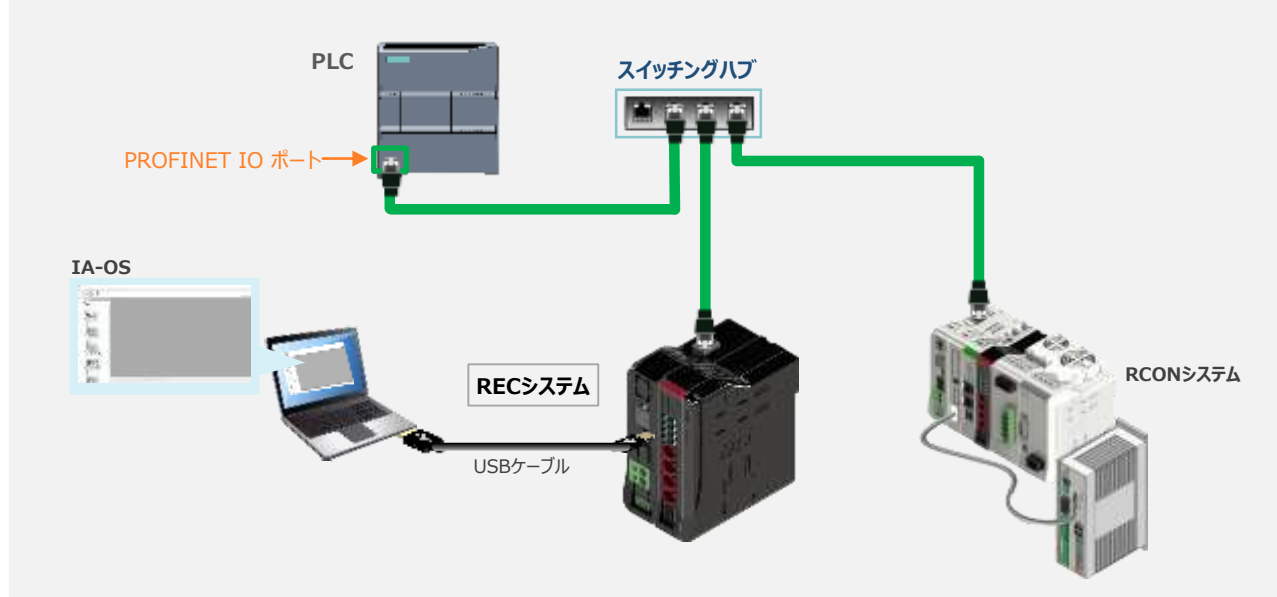 PLC
スイッチングハブ
PROFINET IO ポート
IA-OS
RECシステム
RCONシステム
USBケーブル